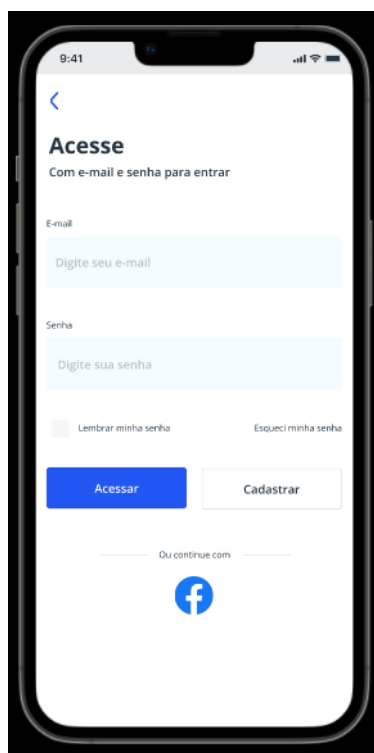 9:41
Acesse
Com e-mail e senha para entrar
E-mail
Digite seu e-mail
Senha
Digite sua senha
Lembrar minha senha
Esqueci minha senha
Acessar
Cadastrar
Ou continue com